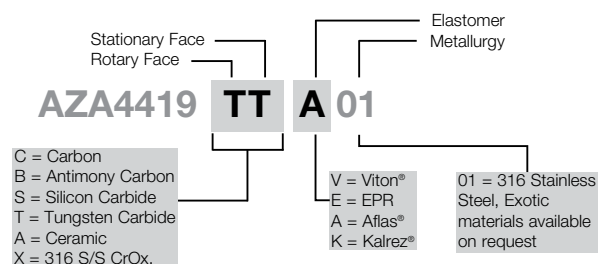 Stationary Face
Rotary Face
Elastomer
Metallurgy
AZA4419 TT A 01
C = Carbon
B = Antimony Carbon
S = Silicon Carbide
T = Tungsten Carbide
A = Ceramic
X = 316 S/S CrOx.
V = Viton®
E = EPR
A = Aflas®
K = Kalrez®
01 = 316 Stainless
Steel, Exotic
materials available
on request